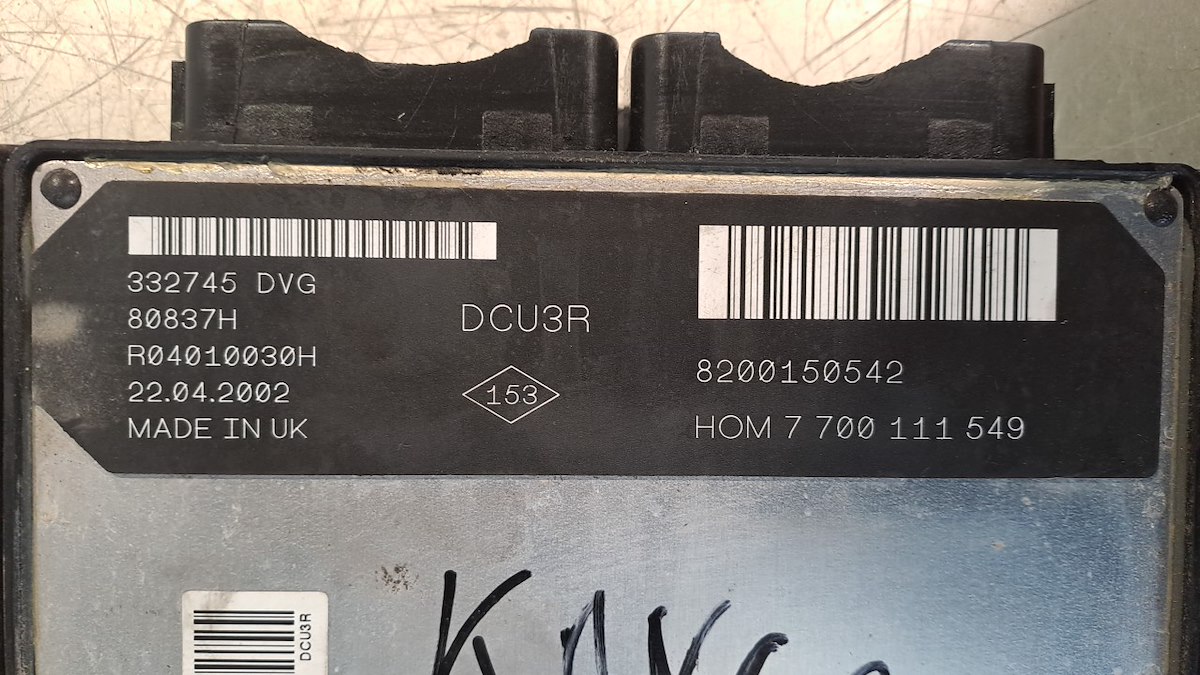 332745 DVG
80837H
R04010030H
22.04.2002
MADE IN UK
DCU3R
153
8200150542
HOM 7 700 111 549
DCU3R